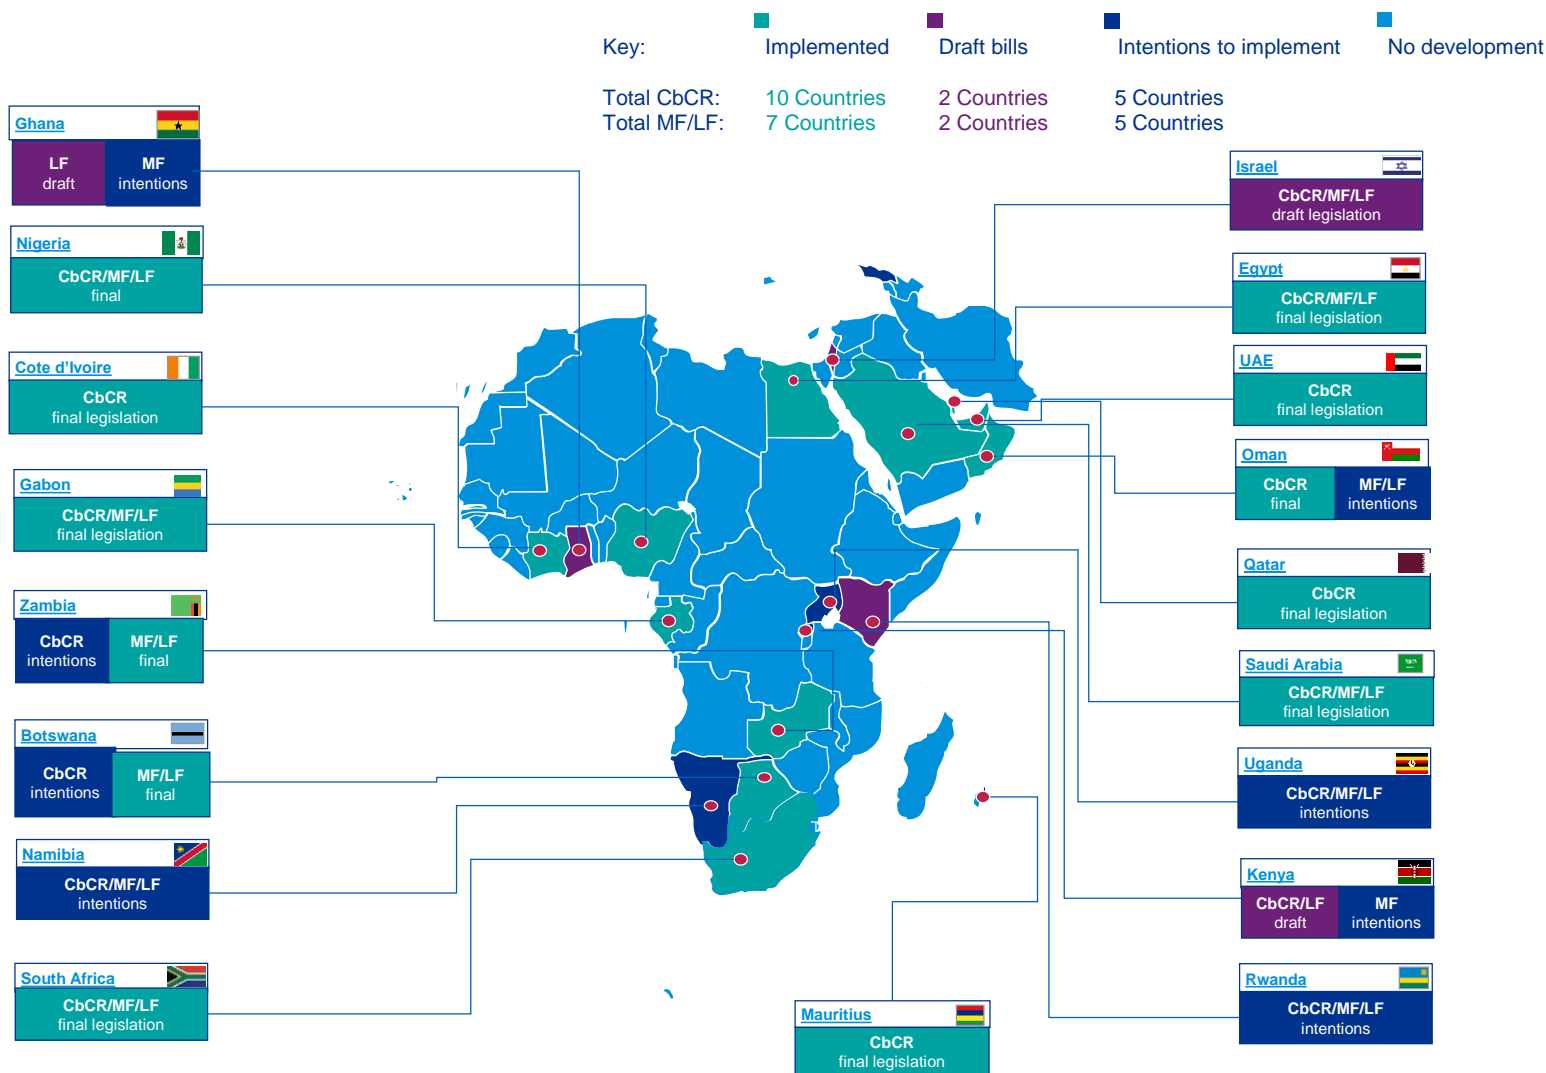 Key: Implemented Draft bills Intentions to implement No development
Total CbCR: 10 Countries 2 Countries 5 Countries
Total MF/LF: 7 Countries 2 Countries 5 Countries
Ghana
LF
draft
MF
intentions
Nigeria
CbCR/MF/LF
final
Cote d'Ivoire
CbCR
final legislation
Gabon
CbCR/MF/LF
final legislation
Zambia
CbCR
intentions
MF/LF
final
Botswana
CbCR
intentions
MF/LF
final
Namibia
CbCR/MF/LF
intentions
South Africa
CbCR/MF/LF
final legislation
Mauritius
CbCR
final legislation
Israel
CbCR/MF/LF
draft legislation
Egypt
CbCR/MF/LF
final legislation
UAE
CbCR
final legislation
Oman
CbCR
final
MF/LF
intentions
Qatar
CbCR
final legislation
Saudi Arabia
CbCR/MF/LF
final legislation
Uganda
CbCR/MF/LF
intentions
Kenya
CbCR/LF
draft
MF
intentions
Rwanda
CbCR/MF/LF
intentions